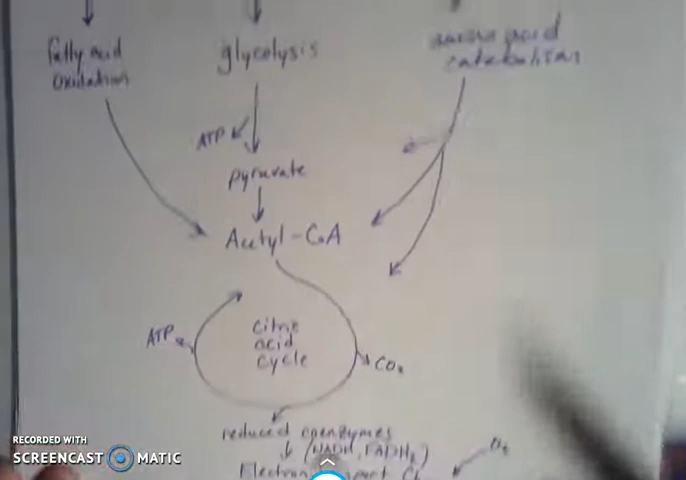 fatty acid
oxidation
glycolysis
amino acid
catabolism
ATP
pyruvate
Acetyl-CoA
ATP
citric
acid
cycle
CO₂
reduced coenzymes
(NADH, FADH₂)
O₂
Electron
RECORDED WITH
SCREENCAST MATIC